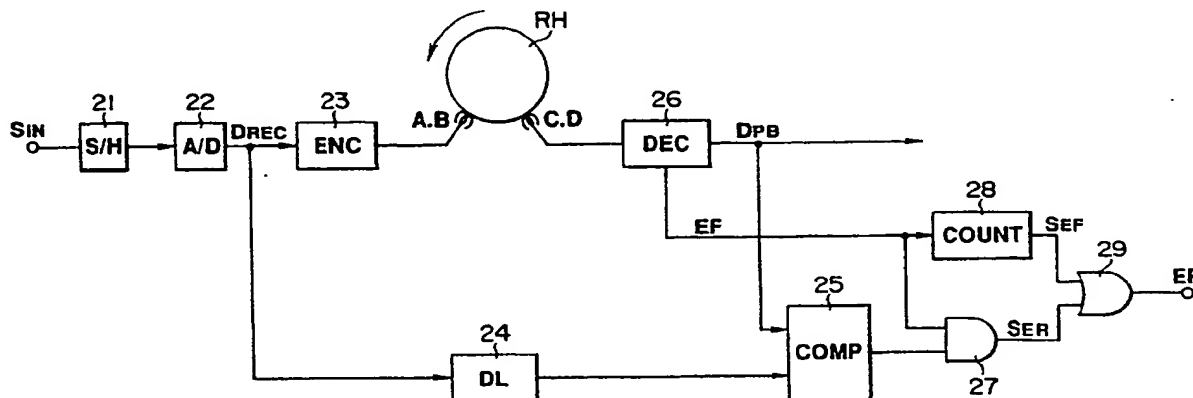 RH
21
22
23
A.B
C.D
26
SIN
S/H
A/D
DREC
ENC
DEC
DPB
28
EF
COUNT
SEF
29
25
24
COMP
SER
DL
27